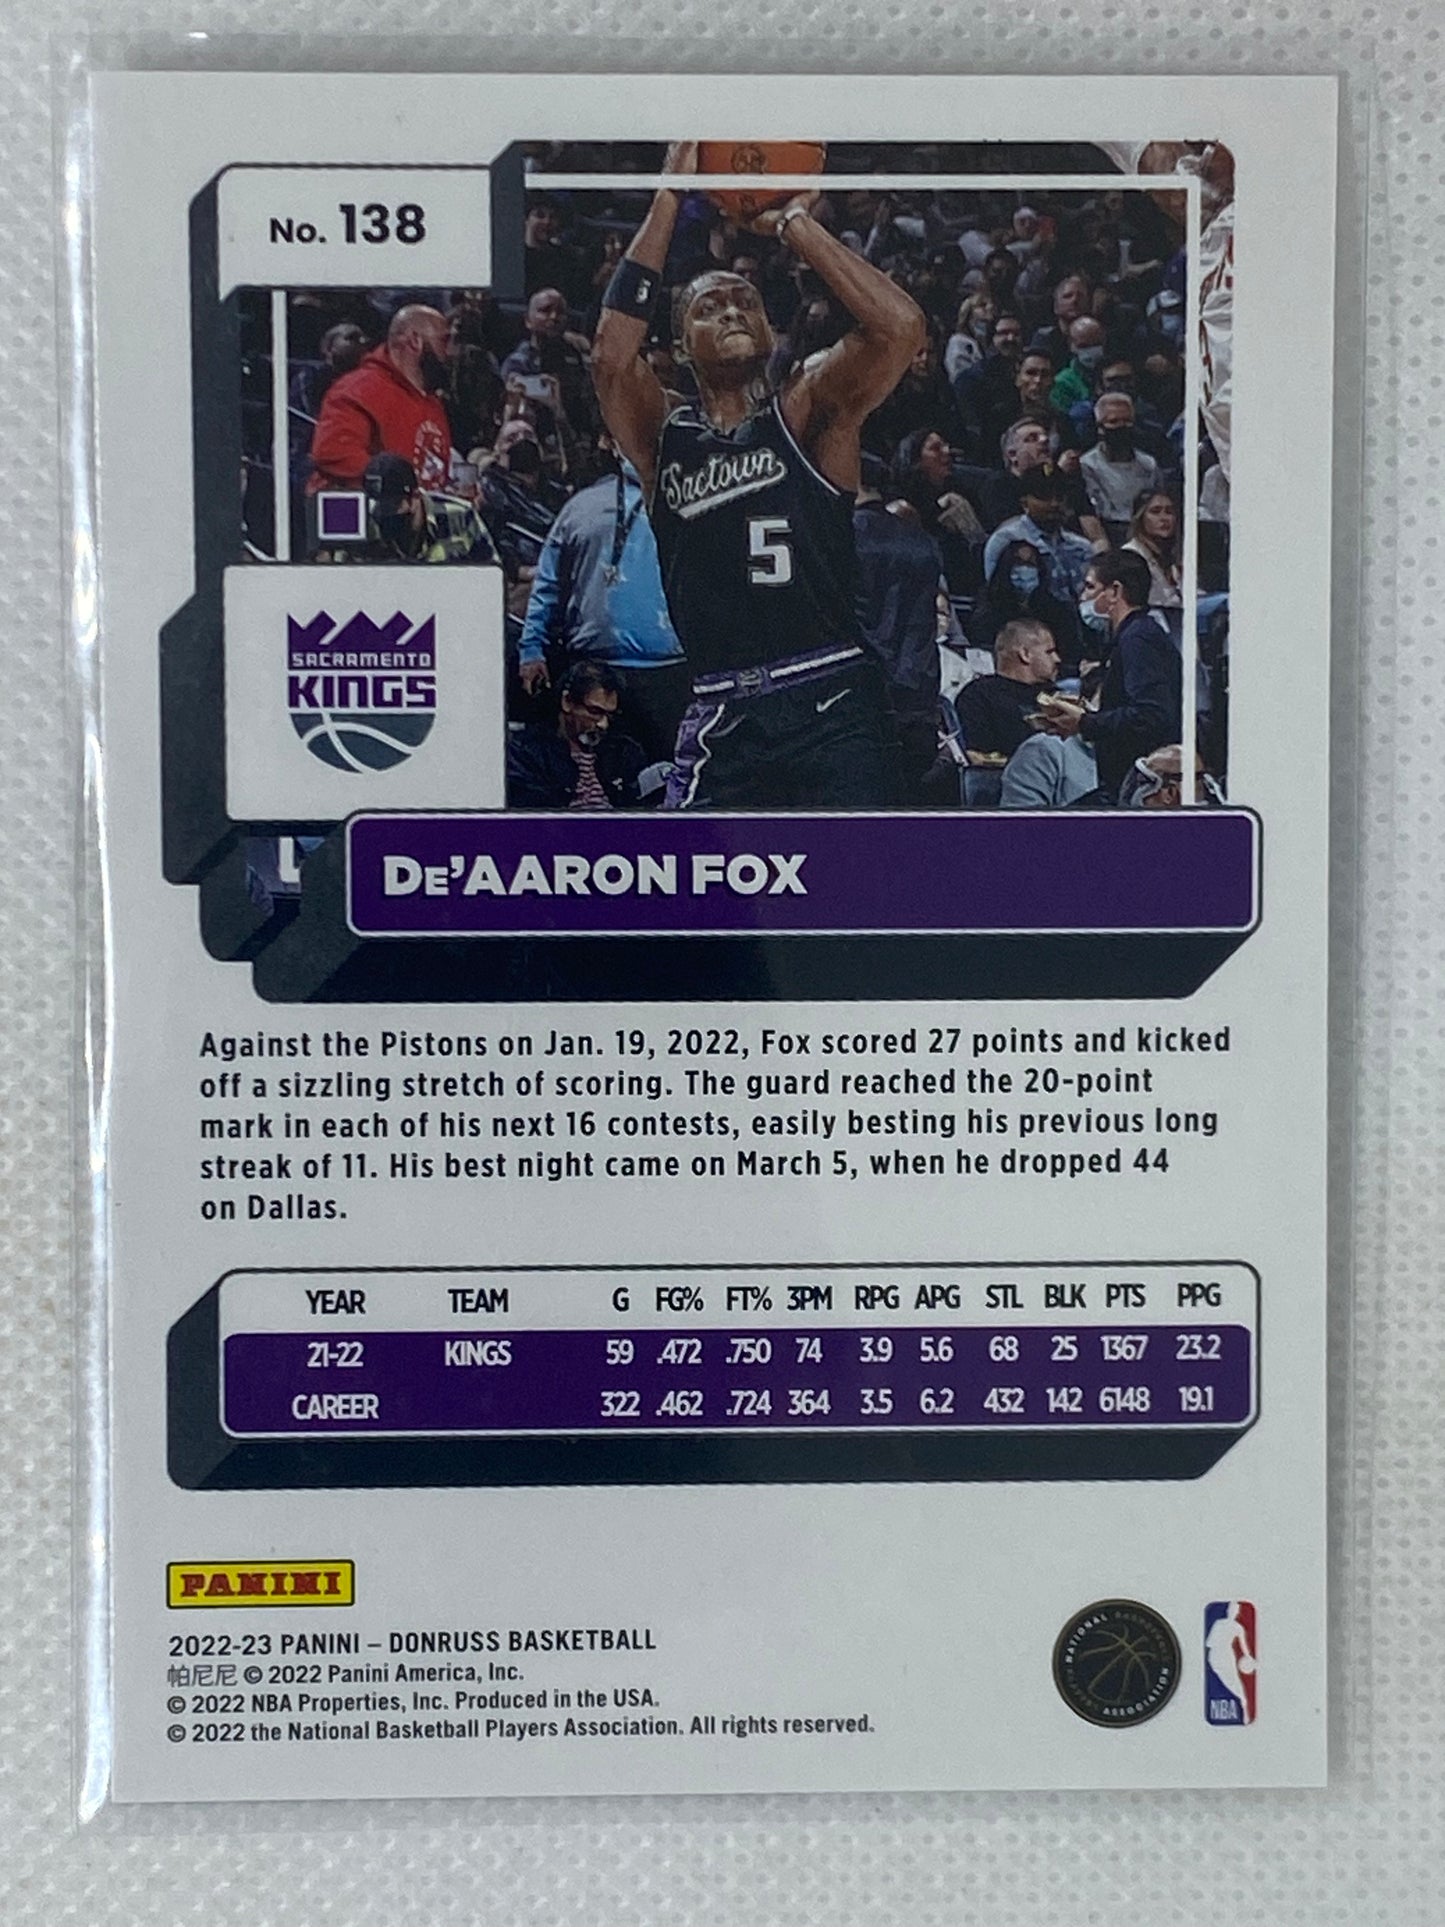 No. 138
Sactown
5
SACRAMENTO
KINGS
De'AARON FOX
Against the Pistons on Jan. 19, 2022, Fox scored 27 points and kicked
off a sizzling stretch of scoring. The guard reached the 20-point
mark in each of his next 16 contests, easily besting his previous long
streak of 11. His best night came on March 5, when he dropped 44
on Dallas.
YEAR TEAM G FG% FT% 3PM RPG APG STL BLK PTS PPG
21-22 KINGS 59 .472 .750 74 3.9 5.6 68 25 1367 23.2
CAREER 322 .462 .724 364 3.5 6.2 432 142 6148 19.1
PANINI
2022-23 PANINI – DONRUSS BASKETBALL
帕尼尼 © 2022 Panini America, Inc.
© 2022 NBA Properties, Inc. Produced in the USA.
© 2022 the National Basketball Players Association. All rights reserved.
NATIONAL BASKETBALL PLAYERS ASSOCIATION
NBA